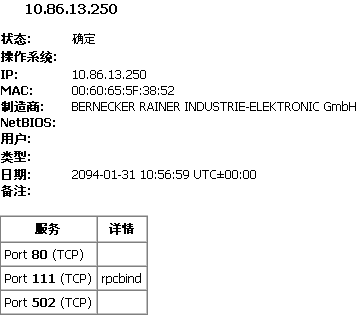 10.86.13.250
状态: 确定
操作系统:
IP: 10.86.13.250
MAC: 00:60:65:5F:38:52
制造商: BERNECKER RAINER INDUSTRIE-ELEKTRONIC GmbH
NetBIOS:
用户:
类型:
日期: 2094-01-31 10:56:59 UTC±00:00
备注:
服务 详情
Port 80 (TCP)
Port 111 (TCP) rpcbind
Port 502 (TCP)